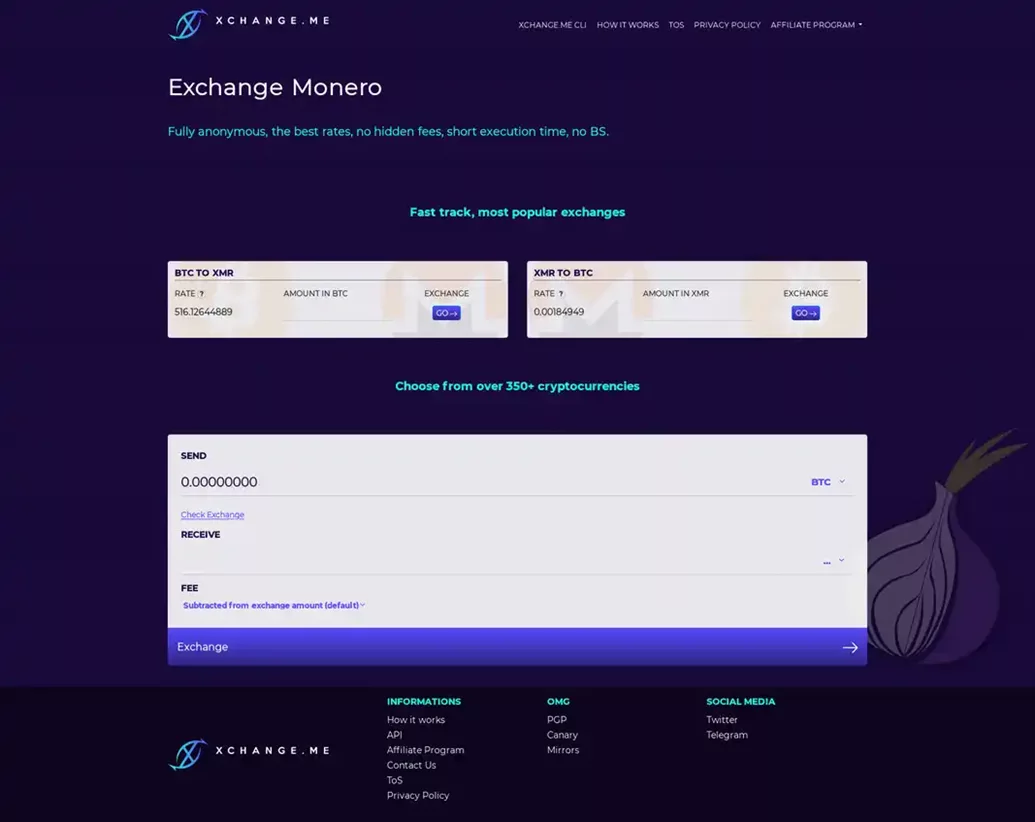 XCHANGE.ME
XCHANGE.ME CLI HOW IT WORKS TOS PRIVACY POLICY AFFILIATE PROGRAM
Exchange Monero
Fully anonymous, the best rates, no hidden fees, short execution time, no BS.
Fast track, most popular exchanges
BTC TO XMR
RATE ? AMOUNT IN BTC EXCHANGE
516.12644889 GO →
XMR TO BTC
RATE ? AMOUNT IN XMR EXCHANGE
0.00184949 GO →
Choose from over 350+ cryptocurrencies
SEND
0.00000000 BTC
Check Exchange
RECEIVE
...
FEE
Subtracted from exchange amount (default)
Exchange →
XCHANGE.ME
INFORMATIONS
How it works
API
Affiliate Program
Contact Us
ToS
Privacy Policy
OMG
PGP
Canary
Mirrors
SOCIAL MEDIA
Twitter
Telegram